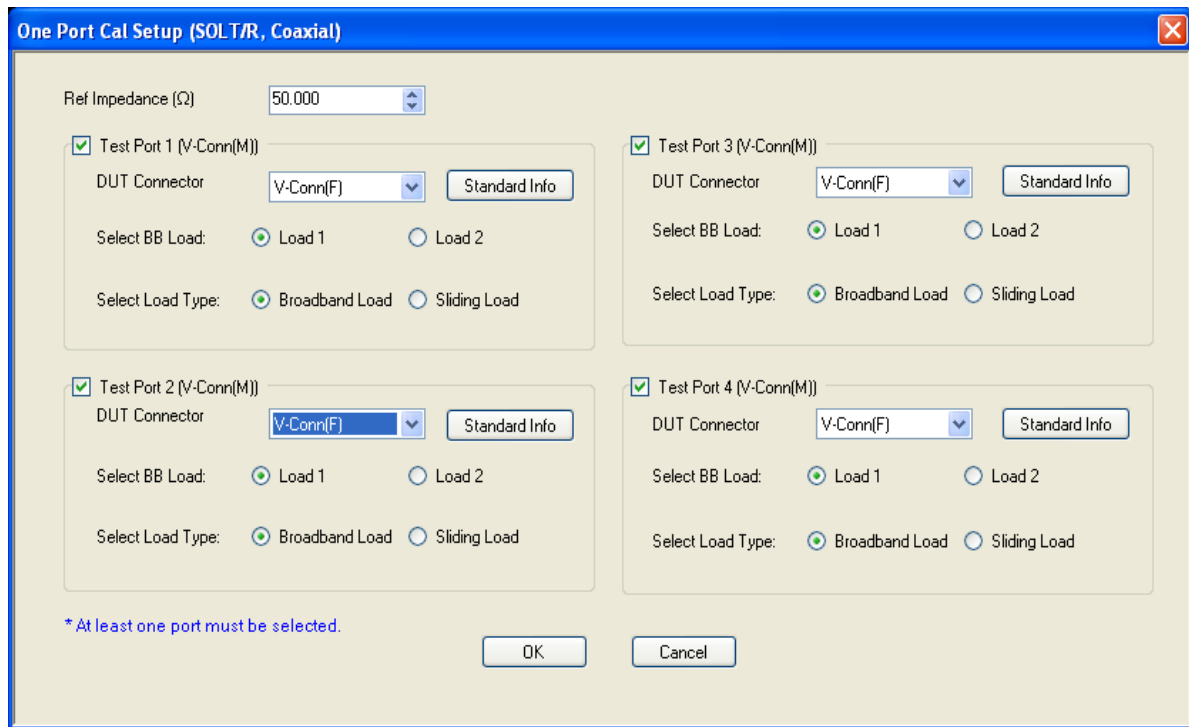 One Port Cal Setup (SOLT/R, Coaxial)
Ref Impedance (Ω) 50.000
Test Port 1 (V-Conn(M))
DUT Connector V-Conn(F) Standard Info
Select BB Load: Load 1 Load 2
Select Load Type: Broadband Load Sliding Load
Test Port 3 (V-Conn(M))
DUT Connector V-Conn(F) Standard Info
Select BB Load: Load 1 Load 2
Select Load Type: Broadband Load Sliding Load
Test Port 2 (V-Conn(M))
DUT Connector V-Conn(F) Standard Info
Select BB Load: Load 1 Load 2
Select Load Type: Broadband Load Sliding Load
Test Port 4 (V-Conn(M))
DUT Connector V-Conn(F) Standard Info
Select BB Load: Load 1 Load 2
Select Load Type: Broadband Load Sliding Load
* At least one port must be selected.
OK Cancel